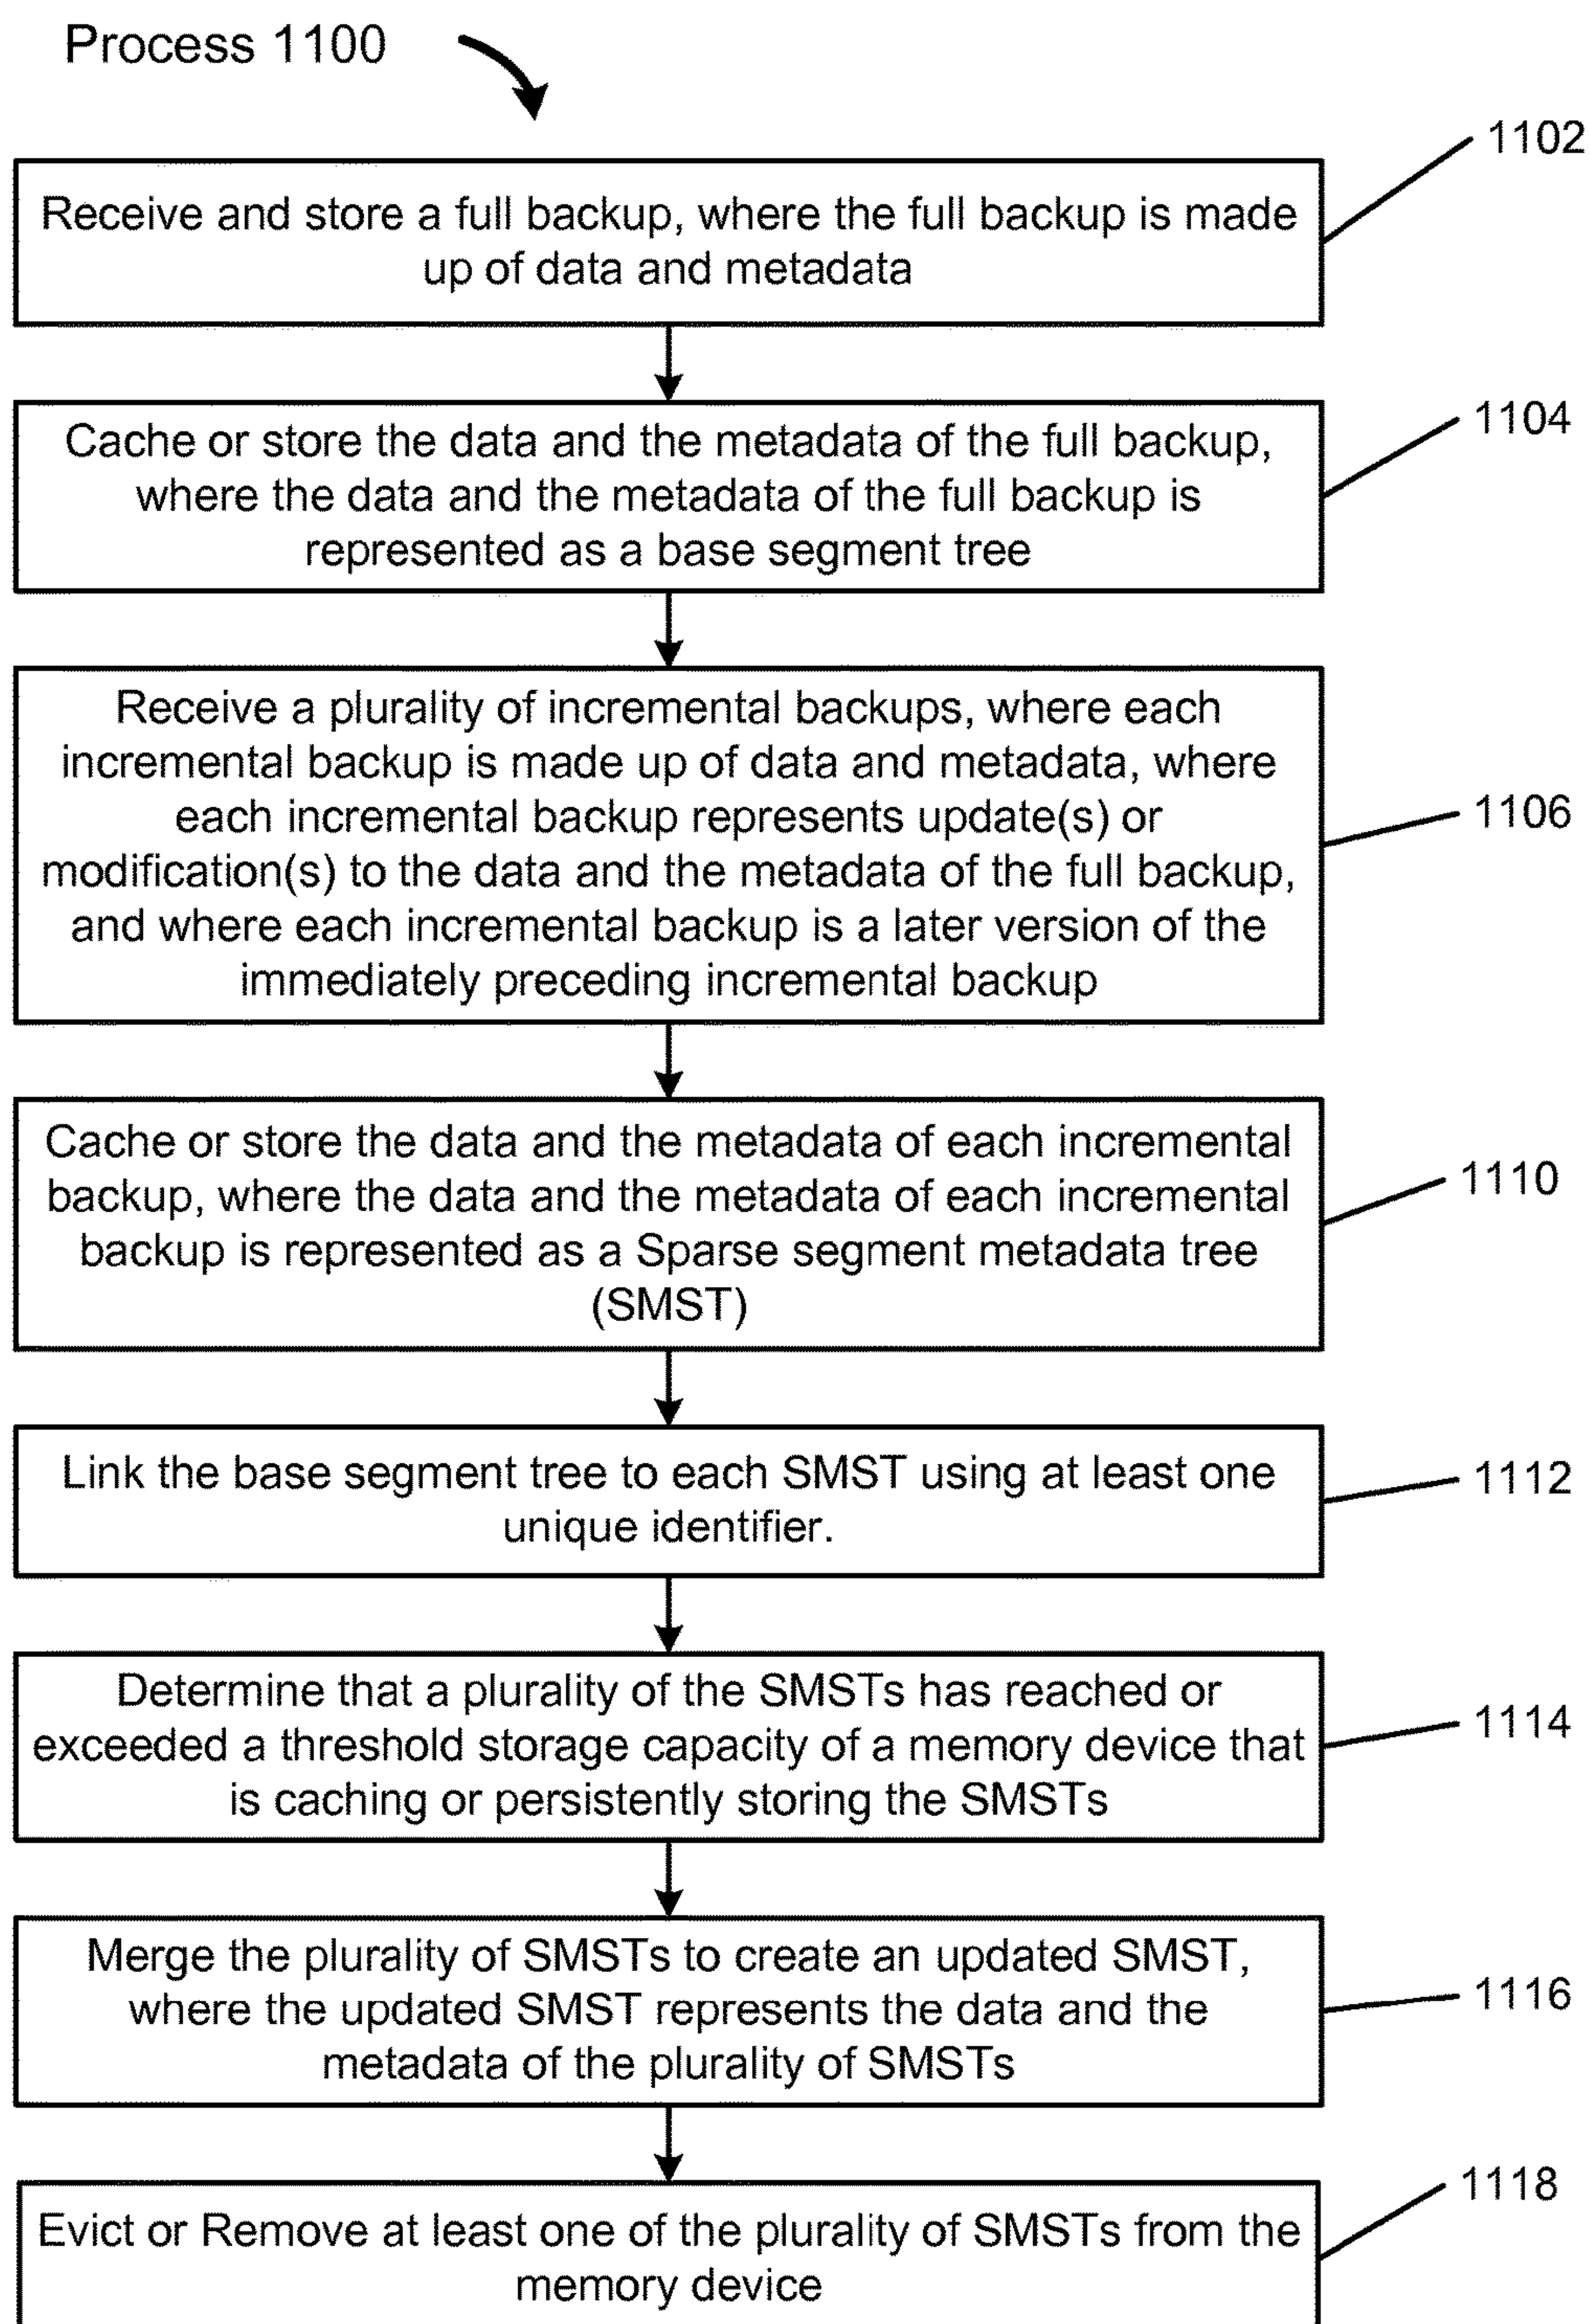 Process 1100
1102
Receive and store a full backup, where the full backup is made
up of data and metadata
1104
Cache or store the data and the metadata of the full backup,
where the data and the metadata of the full backup is
represented as a base segment tree
Receive a plurality of incremental backups, where each
incremental backup is made up of data and metadata, where
each incremental backup represents update(s) or
1106
modification(s) to the data and the metadata of the full backup,
and where each incremental backup is a later version of the
immediately preceding incremental backup
Cache or store the data and the metadata of each incremental
1110
backup, where the data and the metadata of each incremental
backup is represented as a Sparse segment metadata tree
(SMST)
Link the base segment tree to each SMST using at least one
1112
unique identifier.
Determine that a plurality of the SMSTs has reached or
1114
exceeded a threshold storage capacity of a memory device that
is caching or persistently storing the SMSTs
Merge the plurality of SMSTs to create an updated SMST,
1116
where the updated SMST represents the data and the
metadata of the plurality of SMSTs
1118
Evict or Remove at least one of the plurality of SMSTs from the
memory device